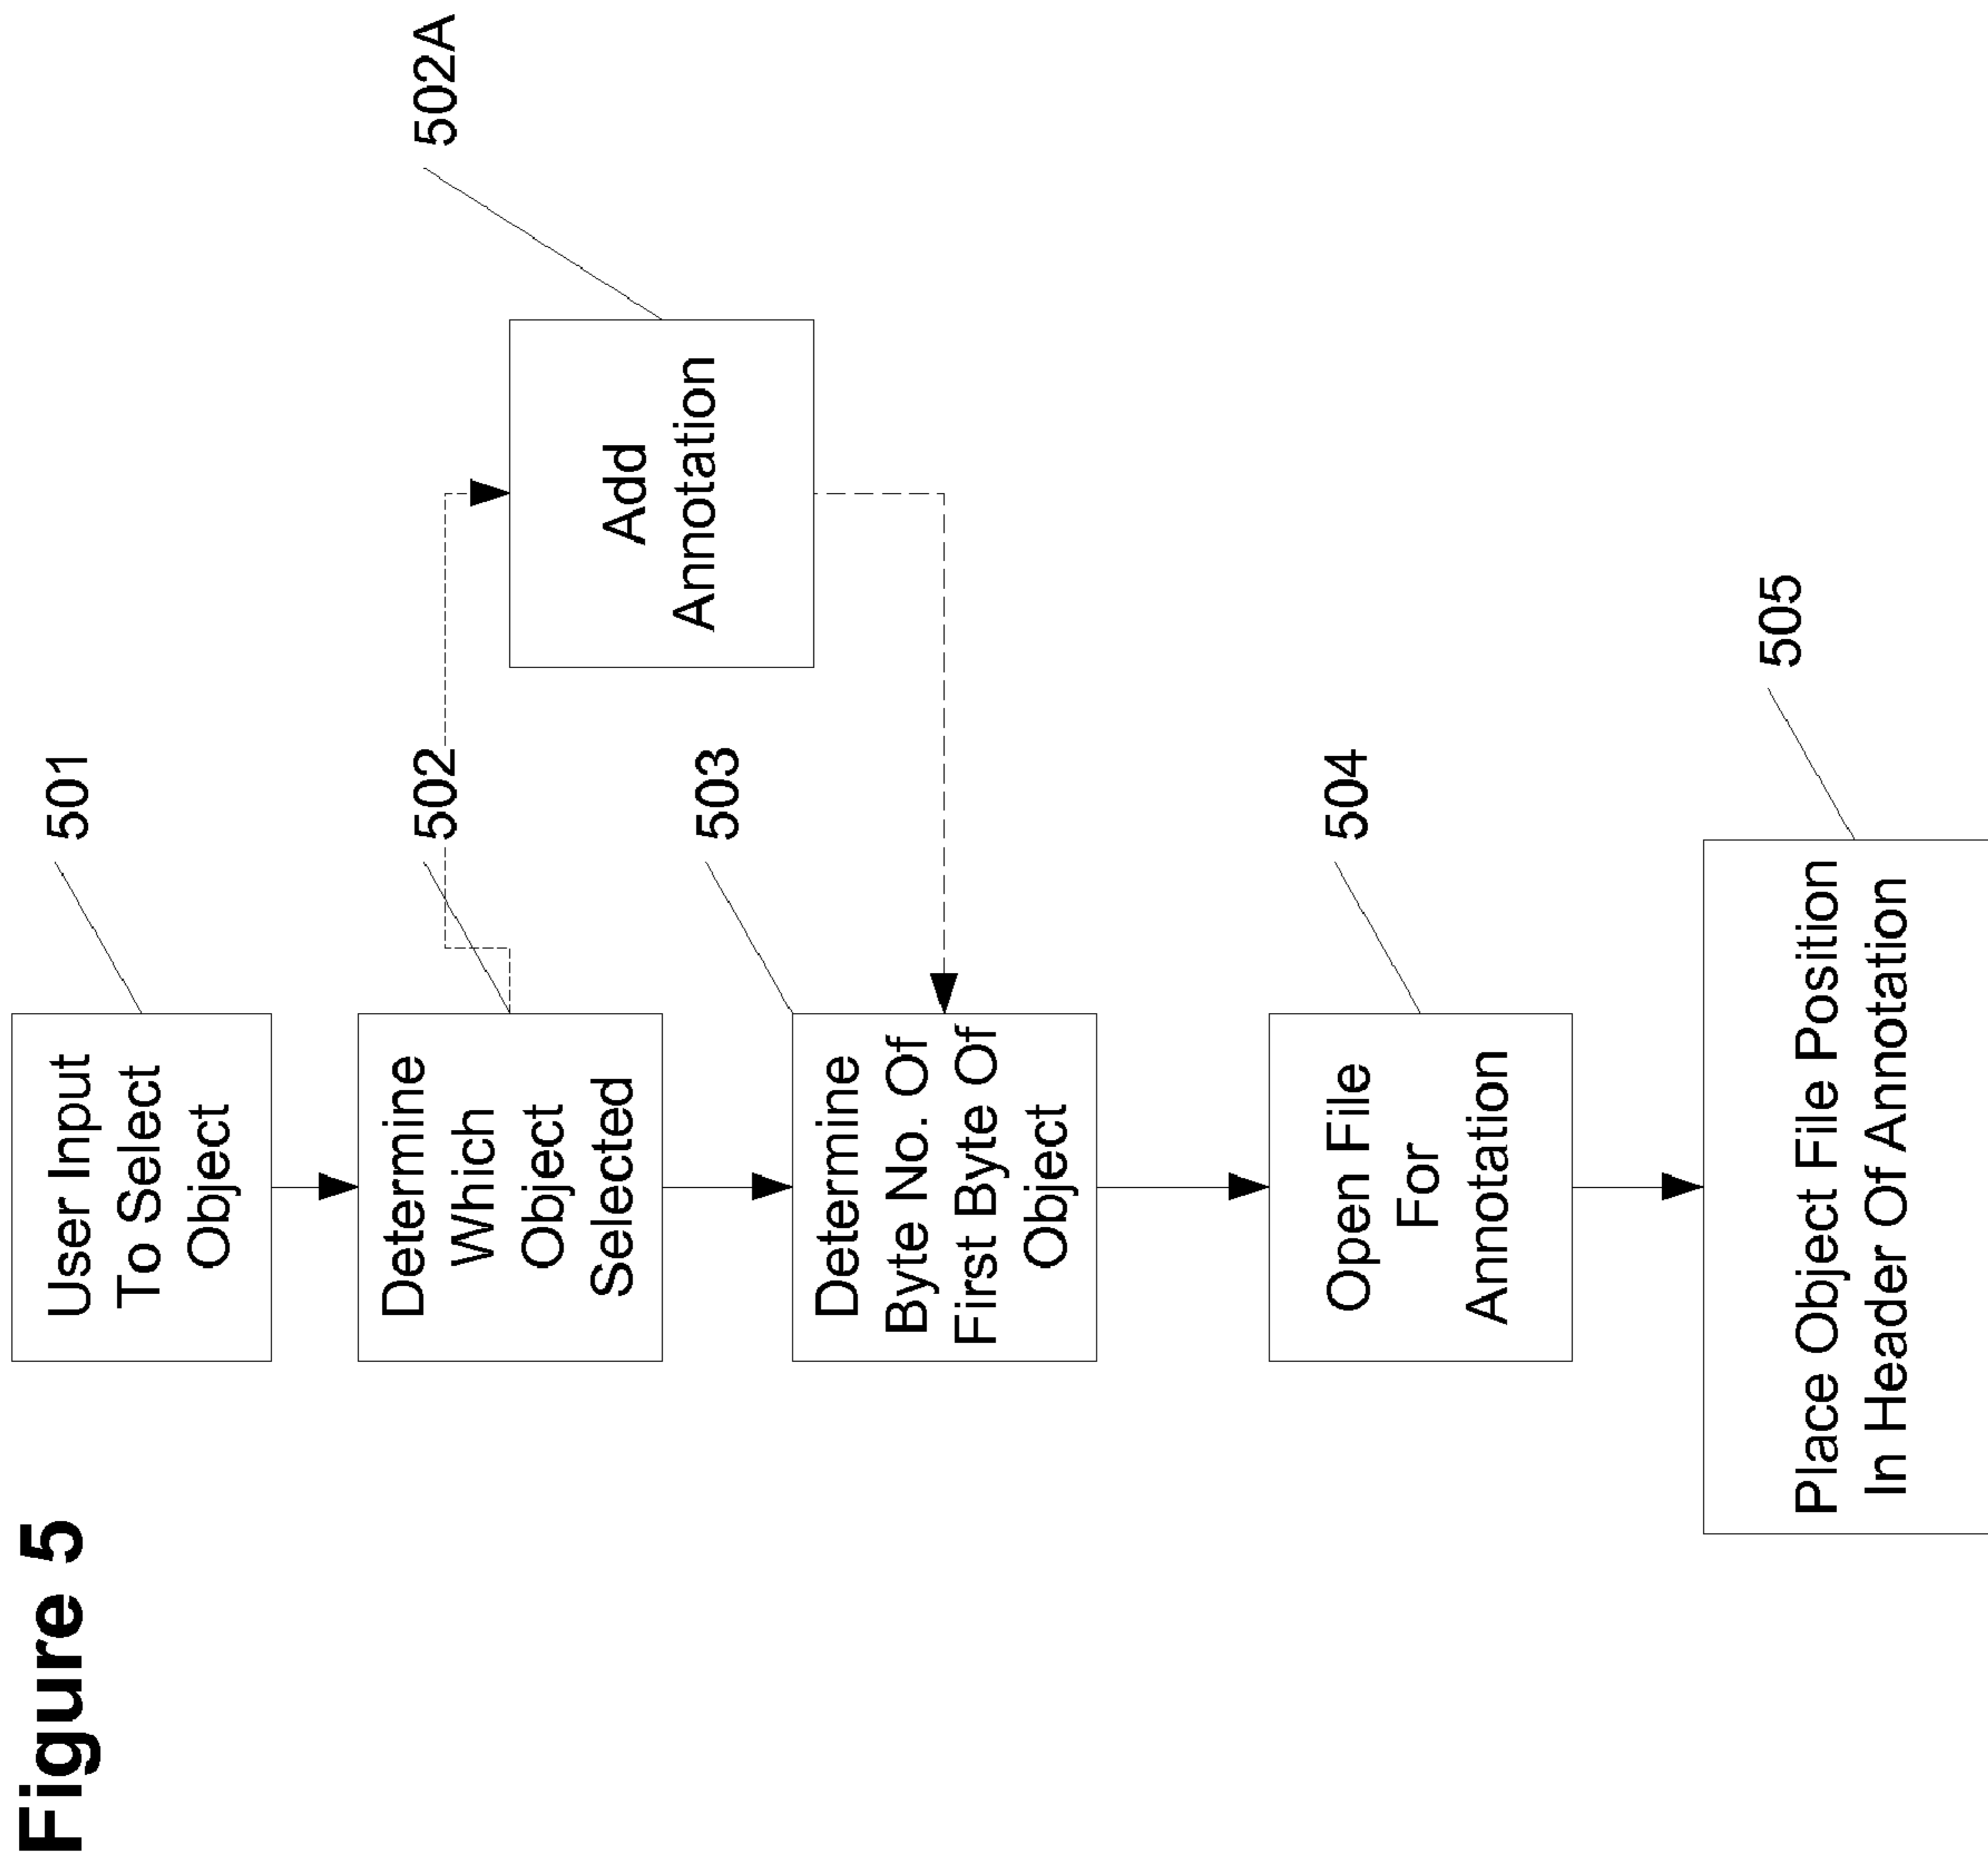 Figure 5
User Input
To Select
Object
501
Determine
Which
Object
Selected
502
Add
Annotation
502A
Determine
Byte No. Of
First Byte Of
Object
503
Open File
For
Annotation
504
Place Object File Position
In Header Of Annotation
505